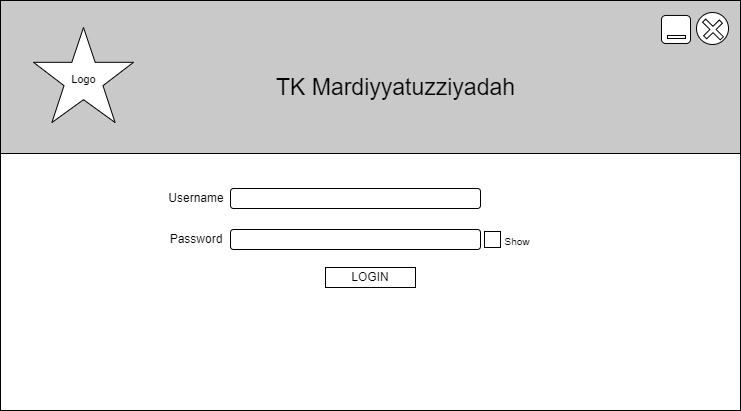 Logo
TK Mardiyyatuzziyadah
Username
Password
Show
LOGIN